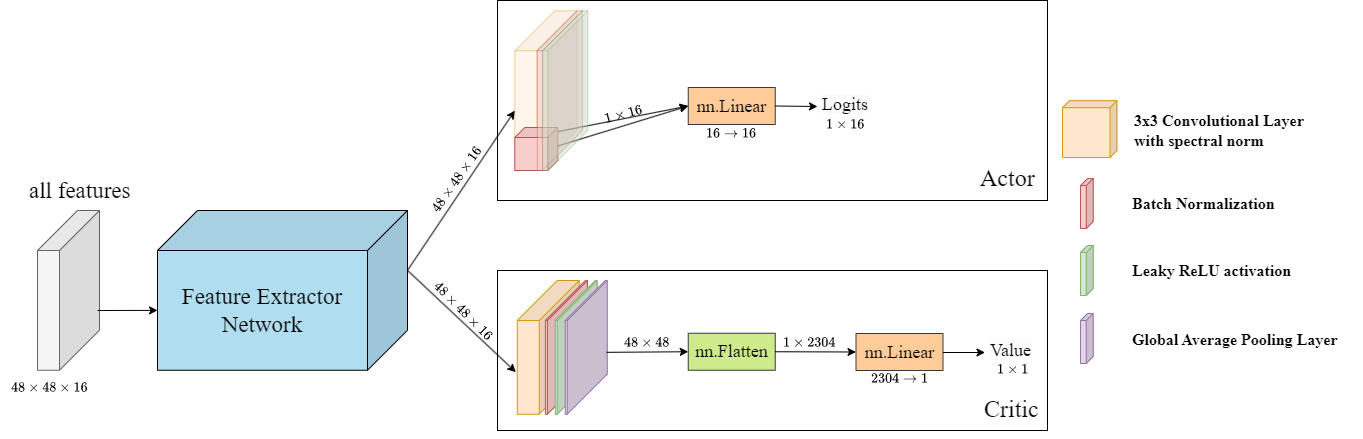 all features
48 × 48 × 16
Feature Extractor
Network
48 × 48 × 16
48 × 48 × 16
1 × 16
nn.Linear
16 → 16
Logits
1 × 16
Actor
48 × 48
nn.Flatten
1 × 2304
nn.Linear
2304 → 1
Value
1 × 1
Critic
3x3 Convolutional Layer
with spectral norm
Batch Normalization
Leaky ReLU activation
Global Average Pooling Layer